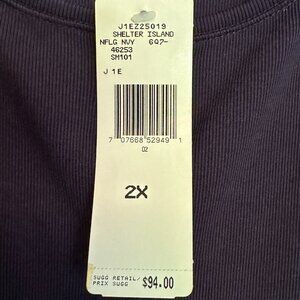 J1EZ25019
SHELTER ISLAND
NFLG NVY 607-
46253
SM101
J 1E
7 07668 52949 1
02
2X
SUGG RETAIL/
PRIX SUGG $94.00